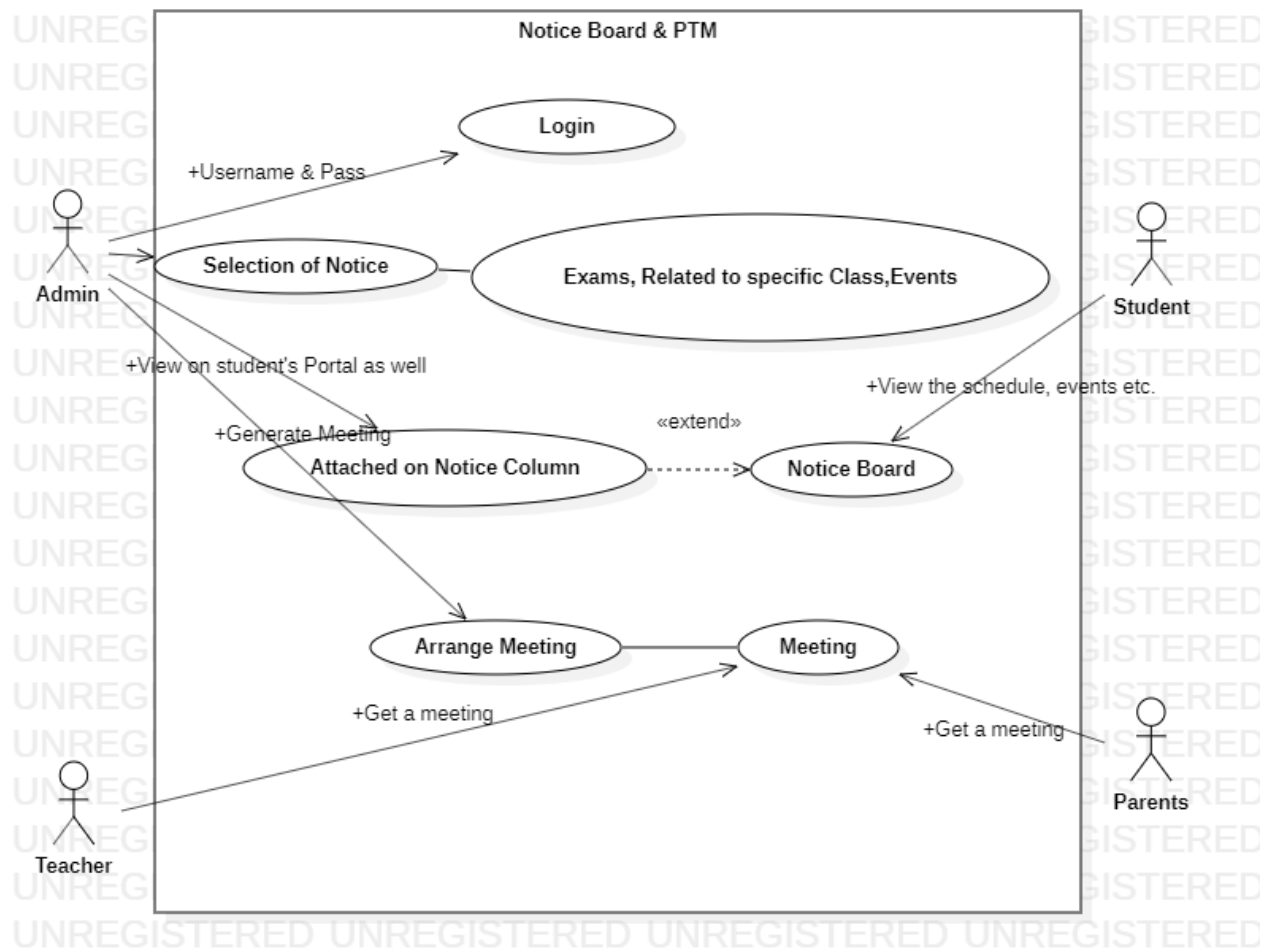 Notice Board & PTM
Login
+Username & Pass
Selection of Notice
Exams, Related to specific Class,Events
Admin
Student
+View on student's Portal as well
+View the schedule, events etc.
«extend»
+Generate Meeting
Attached on Notice Column
Notice Board
Arrange Meeting
Meeting
+Get a meeting
+Get a meeting
Parents
Teacher
UNREGISTERED UNREGISTERED UNREGISTERED UNREGISTERED